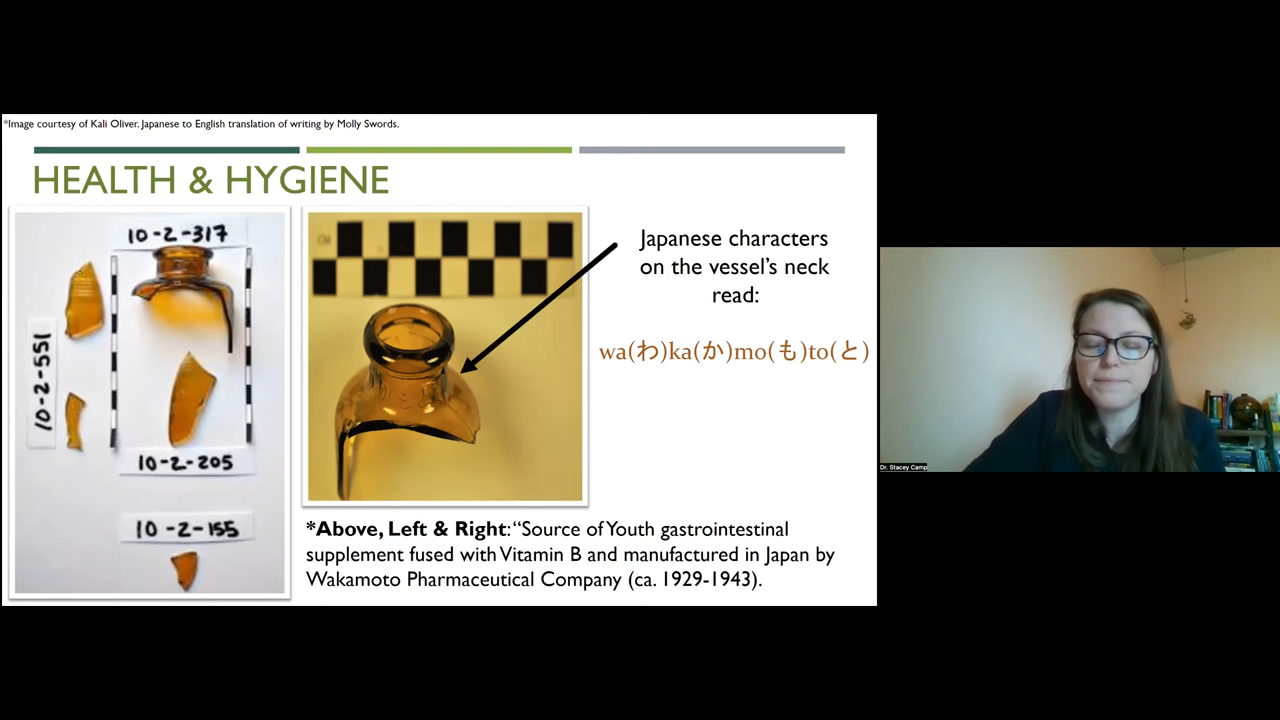 *Image courtesy of Kali Oliver. Japanese to English translation of writing by Molly Swords.
HEALTH & HYGIENE
10-2-317
10-2-551
10-2-205
10-2-155
CM
Japanese characters
on the vessel's neck
read:
wa(わ)ka(か)mo(も)to(と)
*Above, Left & Right: “Source of Youth gastrointestinal
supplement fused with Vitamin B and manufactured in Japan by
Wakamoto Pharmaceutical Company (ca. 1929-1943).
Dr. Stacey Camp